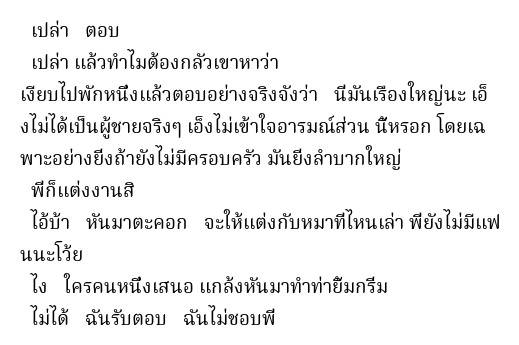 เปล่า ตอบ
เปล่า แล้วทำไมต้องกลัวเขาหาว่า
เงียบไปพักหนึ่งแล้วตอบอย่างจริงจังว่า นี่มันเรื่องใหญ่นะ เอ็
งไม่ได้เป็นผู้ชายจริงๆ เอ็งไม่เข้าใจอารมณ์ส่วน นี้หรอก โดยเฉ
พาะอย่างยิ่งถ้ายังไม่มีครอบครัว มันยิ่งลำบากใหญ่
พี่ก็แต่งงานสิ
ไอ้บ้า หันมาตะคอก จะให้แต่งกับหมาที่ไหนเล่า พี่ยังไม่มีแฟ
นนะโว้ย
ไง ใครคนหนึ่งเสนอ แกล้งหันมาทำท่ายิ้มกริ่ม
ไม่ได้ ฉันรับตอบ ฉันไม่ชอบพี่